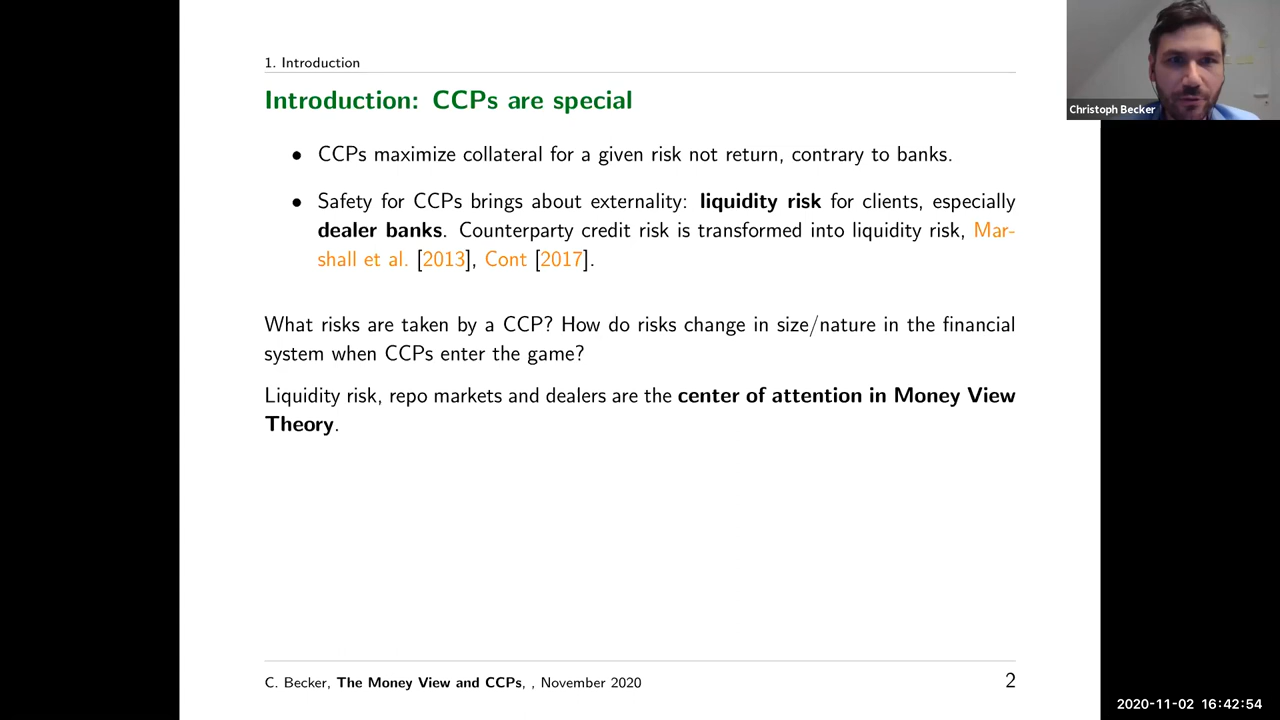 1. Introduction
Introduction: CCPs are special
Christoph Becker
• CCPs maximize collateral for a given risk not return, contrary to banks.
• Safety for CCPs brings about externality: liquidity risk for clients, especially
dealer banks. Counterparty credit risk is transformed into liquidity risk, Mar-
shall et al. [2013], Cont [2017].
What risks are taken by a CCP? How do risks change in size/nature in the financial
system when CCPs enter the game?
Liquidity risk, repo markets and dealers are the center of attention in Money View
Theory.
C. Becker, The Money View and CCPs, , November 2020
2
2020-11-02 16:42:54